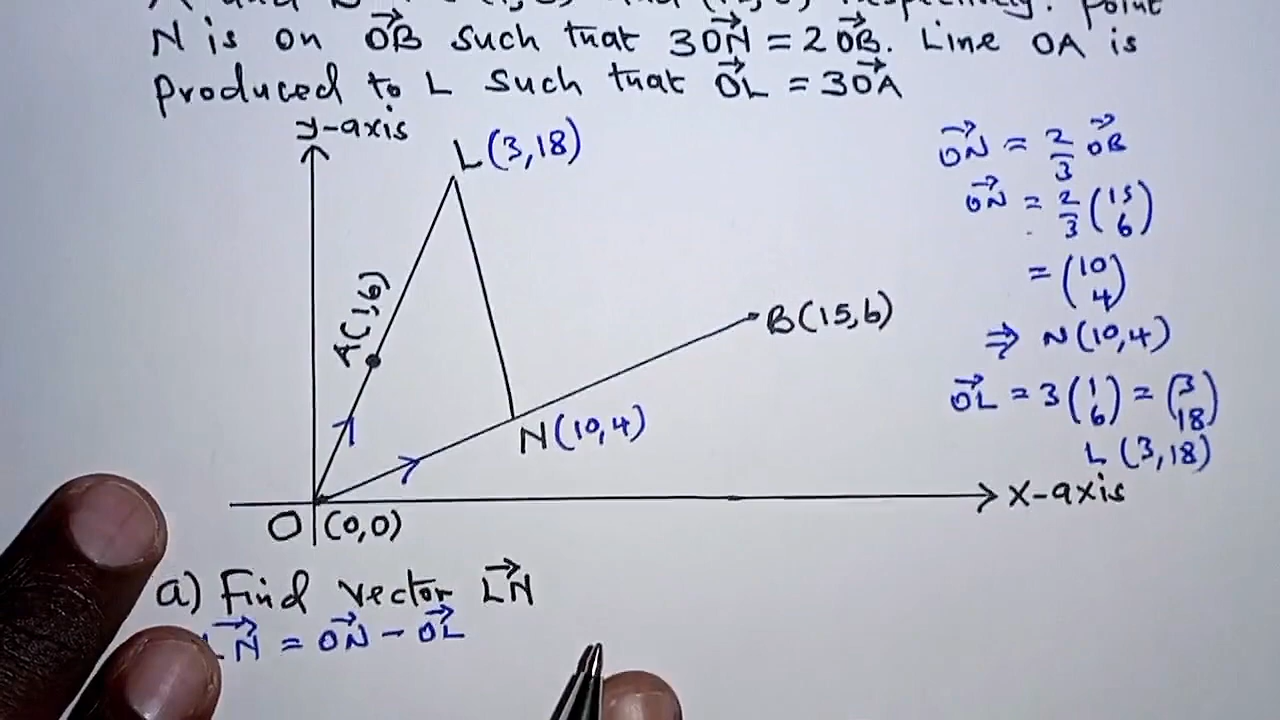 N is on OB such that 3ON = 2OB. Line OA is
produced to L such that OL = 3OA
y-axis
L(3,18)
A(1,6)
B(15,6)
N(10,4)
x-axis
O(0,0)
ON = 2/3 OB
ON = 2/3 (15 6)
= (10 4)
⇒ N(10,4)
OL = 3(1 6) = (3 18)
L(3,18)
a) Find vector LN
LN = ON - OL